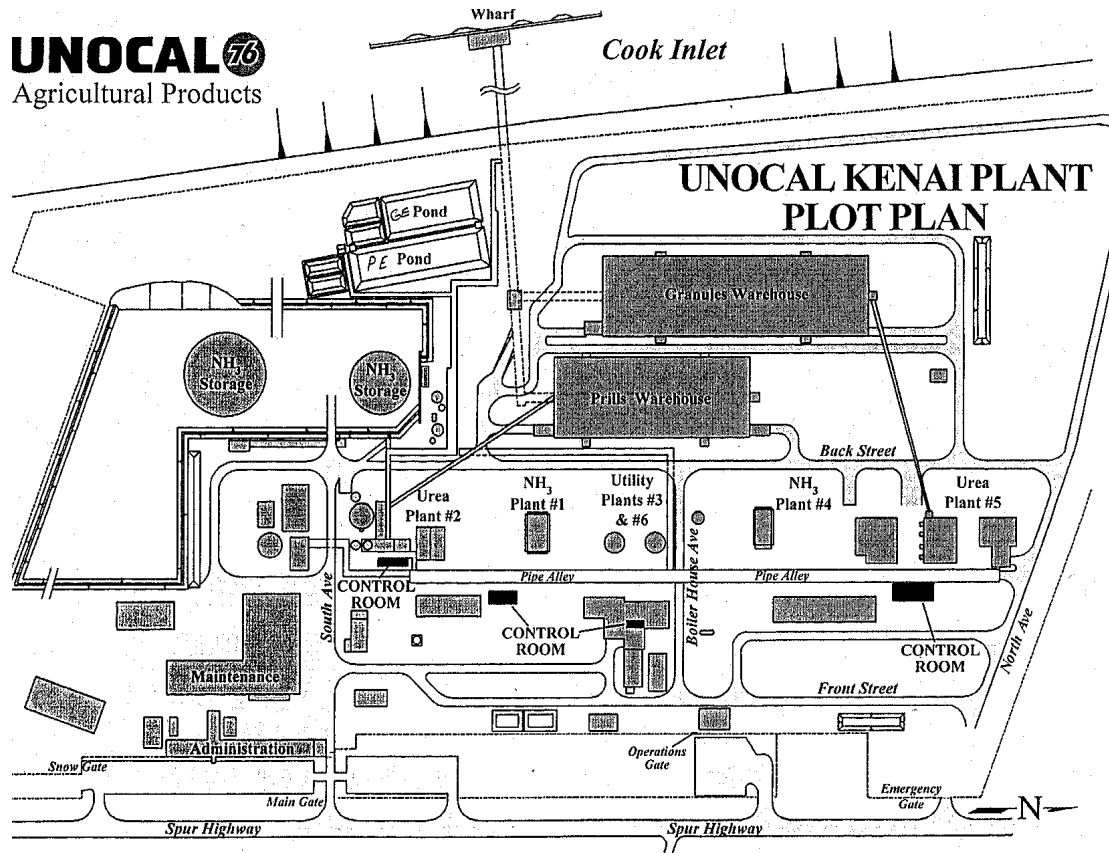 Wharf
UNOCAL 76
Agricultural Products
Cook Inlet
UNOCAL KENAI PLANT
PLOT PLAN
GE Pond
PE Pond
Granules Warehouse
NH3
Storage
NH3
Storage
Prills Warehouse
Back Street
Urea
Plant #2
NH3
Plant #1
Utility
Plants #3
& #6
NH3
Plant #4
Urea
Plant #5
Pipe Alley
Pipe Alley
CONTROL
ROOM
CONTROL
ROOM
CONTROL
ROOM
South Ave
Boiler House Ave
North Ave
Maintenance
Front Street
Administration
Operations
Gate
Snow Gate
Main Gate
Emergency
Gate
N
Spur Highway
Spur Highway